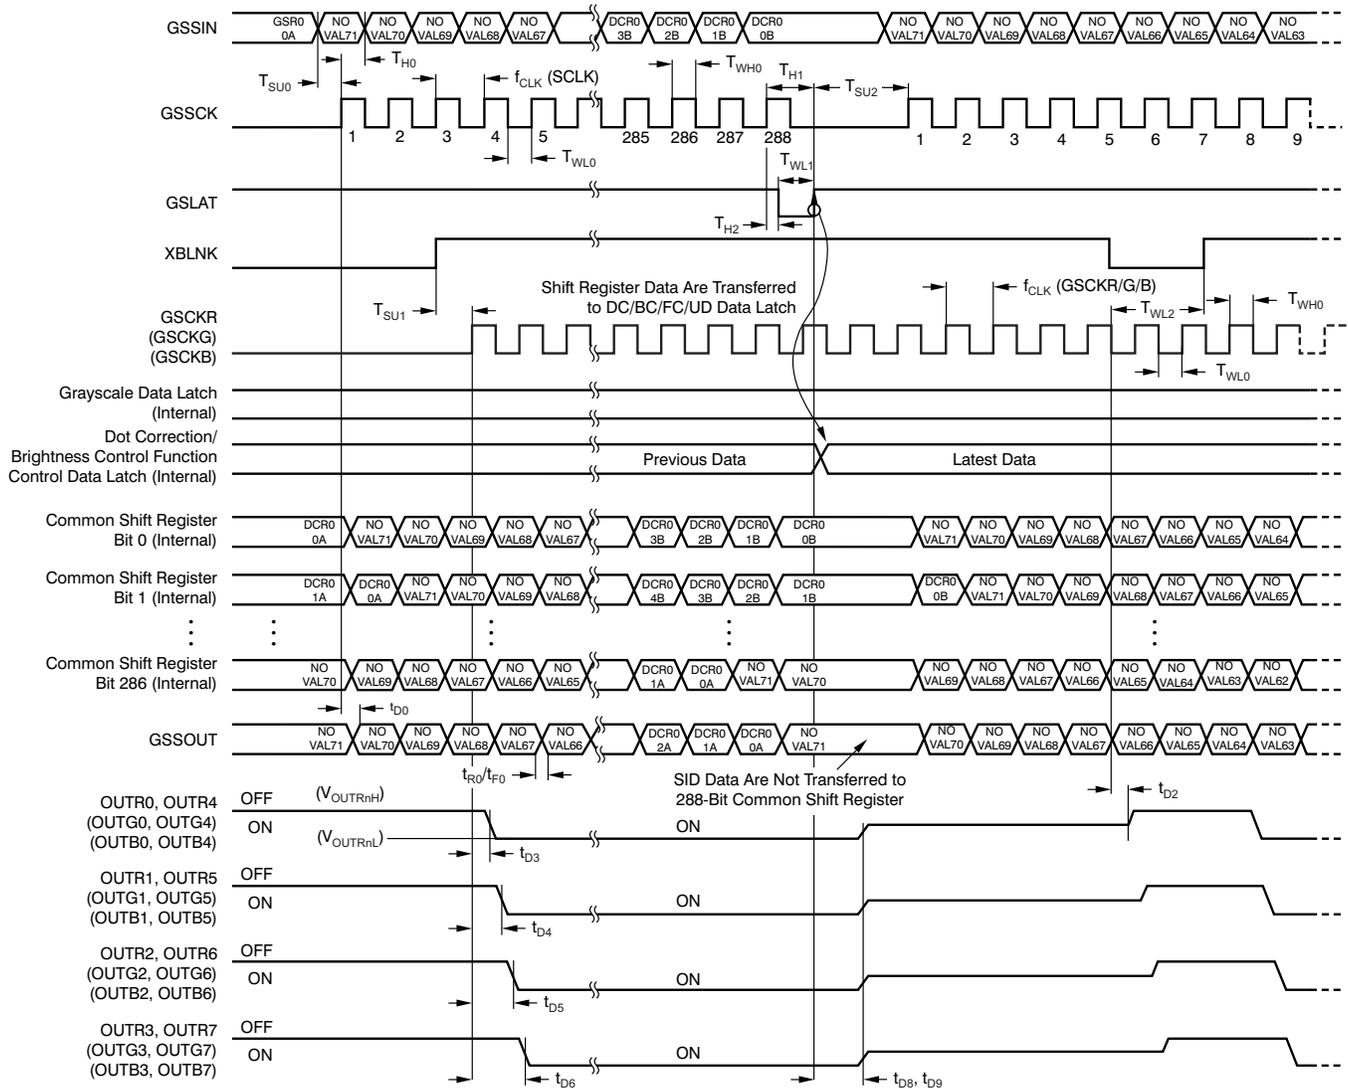 GSSIN
GSR0 0A
NO VAL71
NO VAL70
NO VAL69
NO VAL68
NO VAL67
DCR0 3B
DCR0 2B
DCR0 1B
DCR0 0B
NO VAL71
NO VAL70
NO VAL69
NO VAL68
NO VAL67
NO VAL66
NO VAL65
NO VAL64
NO VAL63
TSU0
TH0
fCLK (SCLK)
TWH0
TH1
TSU2
GSSCK
1 2 3 4 5 285 286 287 288 1 2 3 4 5 6 7 8 9
TWL0
TWL1
GSLAT
TH2
XBLNK
Shift Register Data Are Transferred
to DC/BC/FC/UD Data Latch
fCLK (GSCKR/G/B)
TSU1
TWL2
TWH0
GSCKR
(GSCKG)
(GSCKB)
TWL0
Grayscale Data Latch
(Internal)
Dot Correction/
Brightness Control Function
Control Data Latch (Internal)
Previous Data
Latest Data
Common Shift Register
Bit 0 (Internal)
DCR0 0A
NO VAL71
NO VAL70
NO VAL69
NO VAL68
NO VAL67
DCR0 3B
DCR0 2B
DCR0 1B
DCR0 0B
NO VAL71
NO VAL70
NO VAL69
NO VAL68
NO VAL67
NO VAL66
NO VAL65
NO VAL64
Common Shift Register
Bit 1 (Internal)
DCR0 1A
DCR0 0A
NO VAL71
NO VAL70
NO VAL69
NO VAL68
DCR0 4B
DCR0 3B
DCR0 2B
DCR0 1B
DCR0 0B
NO VAL71
NO VAL70
NO VAL69
NO VAL68
NO VAL67
NO VAL66
NO VAL65
Common Shift Register
Bit 286 (Internal)
NO VAL70
NO VAL69
NO VAL68
NO VAL67
NO VAL66
NO VAL65
DCR0 1A
DCR0 0A
NO VAL71
NO VAL70
NO VAL69
NO VAL68
NO VAL67
NO VAL66
NO VAL65
NO VAL64
NO VAL63
NO VAL62
tD0
GSSOUT
NO VAL71
NO VAL70
NO VAL69
NO VAL68
NO VAL67
NO VAL66
DCR0 2A
DCR0 1A
DCR0 0A
NO VAL71
NO VAL70
NO VAL69
NO VAL68
NO VAL67
NO VAL66
NO VAL65
NO VAL64
NO VAL63
tR0/tF0
SID Data Are Not Transferred to
288-Bit Common Shift Register
tD2
OUTR0, OUTR4
(OUTG0, OUTG4)
(OUTB0, OUTB4)
OFF
ON
(VOUTRnH)
(VOUTRnL)
ON
tD3
OUTR1, OUTR5
(OUTG1, OUTG5)
(OUTB1, OUTB5)
OFF
ON
ON
tD4
OUTR2, OUTR6
(OUTG2, OUTG6)
(OUTB2, OUTB6)
OFF
ON
ON
tD5
OUTR3, OUTR7
(OUTG3, OUTG7)
(OUTB3, OUTB7)
OFF
ON
ON
tD6
tD8, tD9